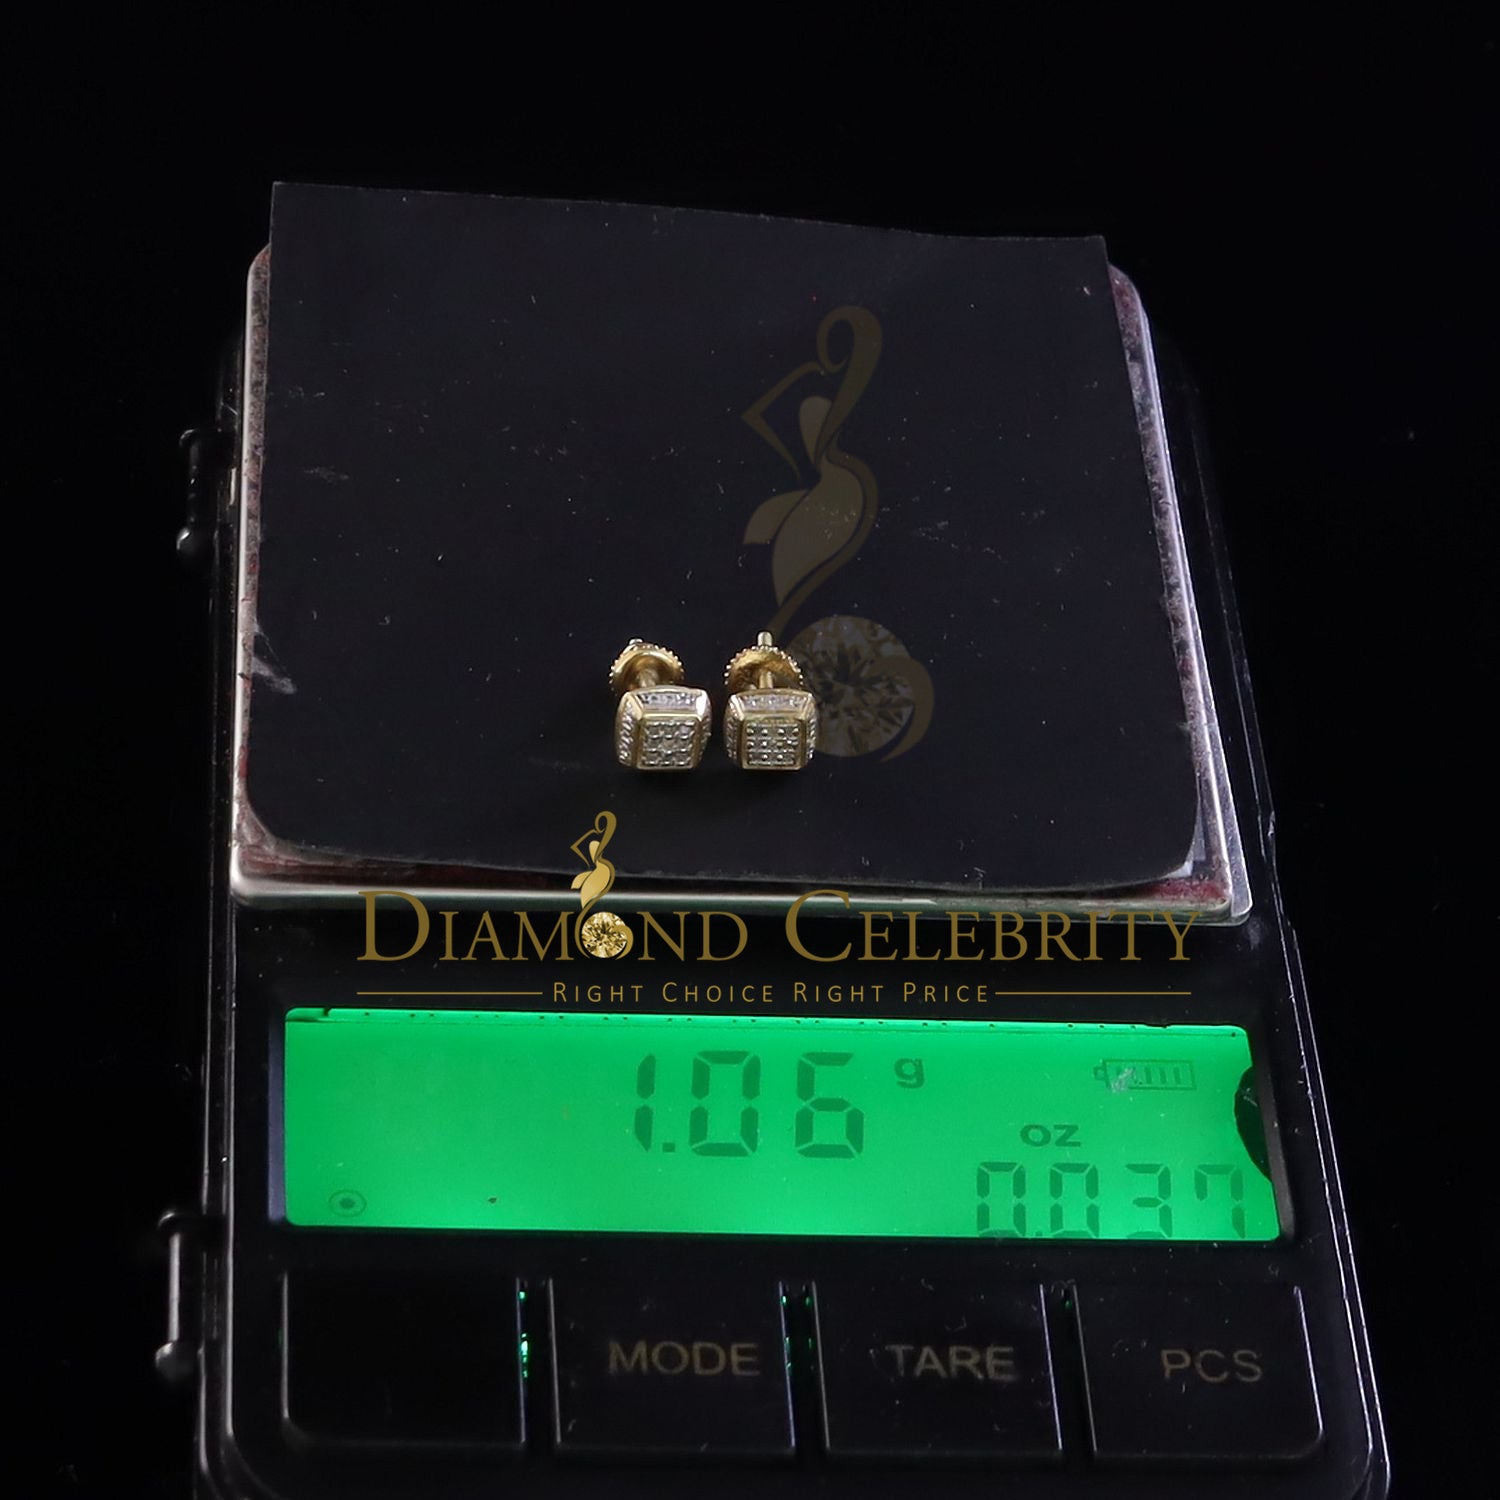 DIAMOND CELEBRITY
RIGHT CHOICE RIGHT PRICE
1.06 g
oz
0.037
MODE TARE PCS